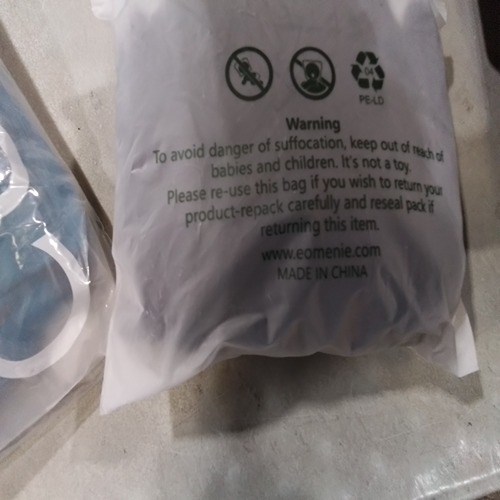 04
PE-LD
Warning
To avoid danger of suffocation, keep out of reach of
babies and children. It's not a toy.
Please re-use this bag if you wish to return your
product-repack carefully and reseal pack if
returning this item.
www.eomenie.com
MADE IN CHINA